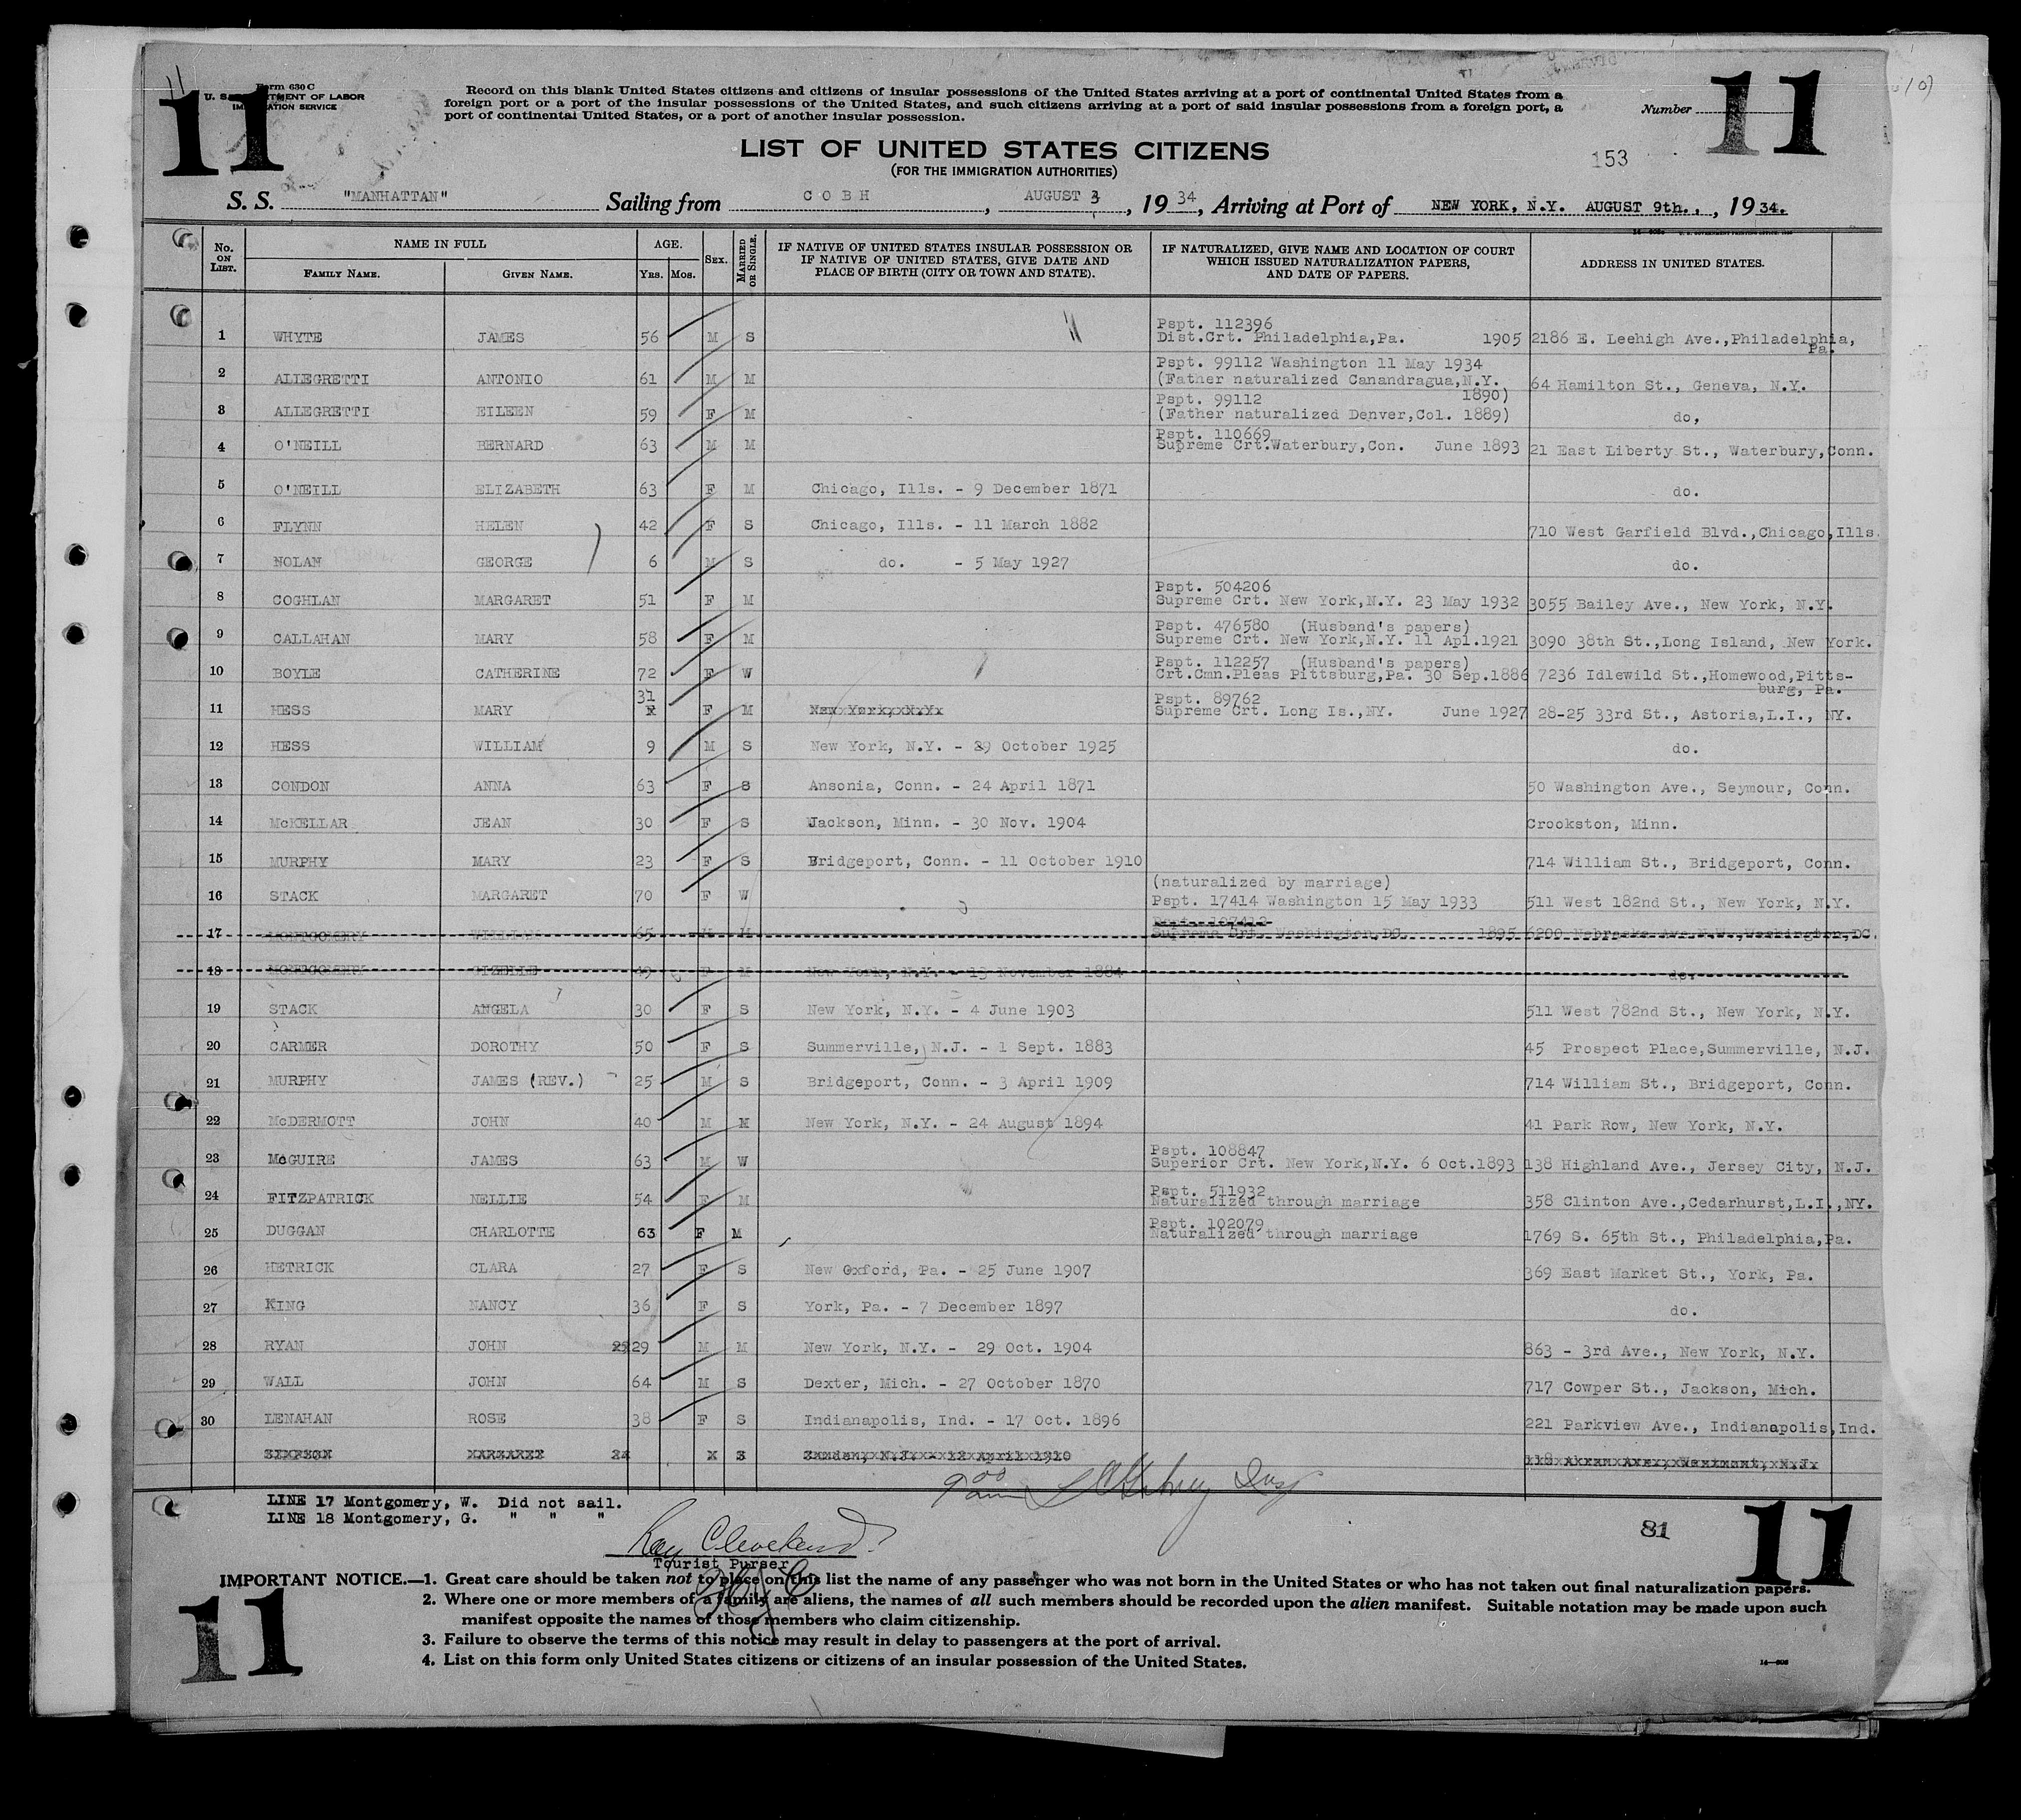 11
Form 630 C
U. S. DEPARTMENT OF LABOR
IMMIGRATION SERVICE
11
Record on this blank United States citizens and citizens of insular possessions of the United States arriving at a port of continental United States from a
foreign port or a port of the insular possessions of the United States, and such citizens arriving at a port of said insular possessions from a foreign port, a
port of continental United States, or a port of another insular possession.
Number
11
LIST OF UNITED STATES CITIZENS
(FOR THE IMMIGRATION AUTHORITIES)
153
S. S. "MANHATTAN" Sailing from COBH, AUGUST 3, 1934, Arriving at Port of NEW YORK, N.Y. AUGUST 9th., 1934.
No. ON LIST. NAME IN FULL FAMILY NAME. GIVEN NAME. AGE. Yrs. Mos. SEX. MARRIED OR SINGLE. IF NATIVE OF UNITED STATES INSULAR POSSESSION OR IF NATIVE OF UNITED STATES, GIVE DATE AND PLACE OF BIRTH (CITY OR TOWN AND STATE). IF NATURALIZED, GIVE NAME AND LOCATION OF COURT WHICH ISSUED NATURALIZATION PAPERS, AND DATE OF PAPERS. ADDRESS IN UNITED STATES.
1 WHYTE JAMES 56 M S Pspt. 112396 Dist.Crt. Philadelphia,Pa. 1905 2186 E. Leehigh Ave.,Philadelphia, Pa.
2 ALLEGRETTI ANTONIO 61 M M Pspt. 99112 Washington 11 May 1934 (Father naturalized Canandragua,N.Y. 1890) 64 Hamilton St., Geneva, N.Y.
3 ALLEGRETTI EILEEN 59 F M Pspt. 99112 (Father naturalized Denver,Col. 1889) do,
4 O'NEILL BERNARD 63 M M Pspt. 110669 Supreme Crt.Waterbury,Con. June 1893 21 East Liberty St., Waterbury,Conn.
5 O'NEILL ELIZABETH 63 F M Chicago, Ills. - 9 December 1871 do.
6 FLYNN HELEN 42 F S Chicago, Ills. - 11 March 1882 710 West Garfield Blvd.,Chicago,Ills.
7 NOLAN GEORGE 6 M S do. - 5 May 1927 do.
8 COGHLAN MARGARET 51 F M Pspt. 504206 Supreme Crt. New York,N.Y. 23 May 1932 3055 Bailey Ave., New York, N.Y.
9 CALLAHAN MARY 58 F M Pspt. 476580 (Husband's papers) Supreme Crt. New York,N.Y. 11 Apl.1921 3090 38th St.,Long Island, New York.
10 BOYLE CATHERINE 72 F W Pspt. 112257 (Husband's papers) Crt.Cmn.Pleas Pittsburg,Pa. 30 Sep.1886 7236 Idlewild St.,Homewood,Pittsburg, Pa.
11 HESS MARY 31 F M New York, N.Y. Pspt. 89762 Supreme Crt. Long Is.,NY. June 1927 28-25 33rd St., Astoria,L.I., NY.
12 HESS WILLIAM 9 M S New York, N.Y. - 29 October 1925 do.
13 CONDON ANNA 63 F S Ansonia, Conn. - 24 April 1871 50 Washington Ave., Seymour, Conn.
14 McKELLAR JEAN 30 F S Jackson, Minn. - 30 Nov. 1904 Crookston, Minn.
15 MURPHY MARY 23 F S Bridgeport, Conn. - 11 October 1910 714 William St., Bridgeport, Conn.
16 STACK MARGARET 70 F W (naturalized by marriage) Pspt. 17414 Washington 15 May 1933 511 West 182nd St., New York, N.Y.
17 MONTGOMERY WILLIAM 65 M M Pspt. 107412 Supreme Crt. Washington,DC. 1895 6200 Nebraska Ave.N.W.,Washington,DC.
18 MONTGOMERY GIZELLE 49 F M New York, N.Y. - 13 November 1884 do.
19 STACK ANGELA 30 F S New York, N.Y. - 4 June 1903 511 West 782nd St., New York, N.Y.
20 CARMER DOROTHY 50 F S Summerville, N.J. - 1 Sept. 1883 45 Prospect Place,Summerville, N.J.
21 MURPHY JAMES (REV.) 25 M S Bridgeport, Conn. - 3 April 1909 714 William St., Bridgeport, Conn.
22 McDERMOTT JOHN 40 M M New York, N.Y. - 24 August 1894 41 Park Row, New York, N.Y.
23 McGUIRE JAMES 63 M W Pspt. 108847 Superior Crt. New York,N.Y. 6 Oct.1893 138 Highland Ave., Jersey City, N.J.
24 FITZPATRICK NELLIE 54 F M Pspt. 511932 Naturalized through marriage 358 Clinton Ave.,Cedarhurst,L.I.,NY.
25 DUGGAN CHARLOTTE 63 F M Pspt. 102079 Naturalized through marriage 1769 S. 65th St., Philadelphia,Pa.
26 HETRICK CLARA 27 F S New Oxford, Pa. - 25 June 1907 369 East Market St., York, Pa.
27 KING NANCY 36 F S York, Pa. - 7 December 1897 do.
28 RYAN JOHN 29 M M New York, N.Y. - 29 Oct. 1904 863 - 3rd Ave., New York, N.Y.
29 WALL JOHN 64 M S Dexter, Mich. - 27 October 1870 717 Cowper St., Jackson, Mich.
30 LENAHAN ROSE 38 F S Indianapolis, Ind. - 17 Oct. 1896 221 Parkview Ave., Indianapolis,Ind.
LINE 17 Montgomery, W. Did not sail.
LINE 18 Montgomery, G. " " "
Ray Cleveland
Tourist Purser
81
11
IMPORTANT NOTICE.—1. Great care should be taken not to place on this list the name of any passenger who was not born in the United States or who has not taken out final naturalization papers.
2. Where one or more members of a family are aliens, the names of all such members should be recorded upon the alien manifest. Suitable notation may be made upon such
manifest opposite the names of those members who claim citizenship.
3. Failure to observe the terms of this notice may result in delay to passengers at the port of arrival.
4. List on this form only United States citizens or citizens of an insular possession of the United States.
11